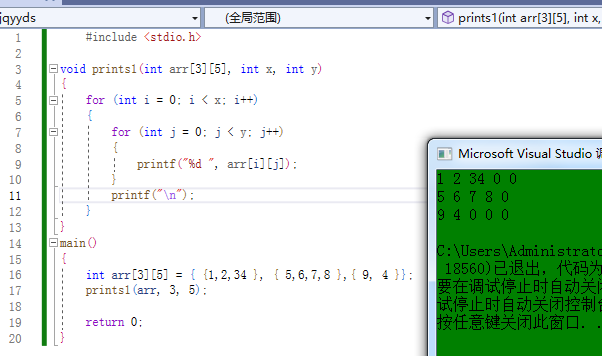 jqyyds
(全局范围)
prints1(int arr[3][5], int x,
1 #include <stdio.h>
2
3 void prints1(int arr[3][5], int x, int y)
4 {
5 for (int i = 0; i < x; i++)
6 {
7 for (int j = 0; j < y; j++)
8 {
9 printf("%d ", arr[i][j]);
10 }
11 printf("\n");
12 }
13 }
14 main()
15 {
16 int arr[3][5] = { {1,2,34 }, { 5,6,7,8 },{ 9, 4 }};
17 prints1(arr, 3, 5);
18
19 return 0;
20 }
Microsoft Visual Studio 调
1 2 34 0 0
5 6 7 8 0
9 4 0 0 0
C:\Users\Administrato
18560)已退出，代码为
要在调试停止时自动关闭
试停止时自动关闭控制台
按任意键关闭此窗口. .